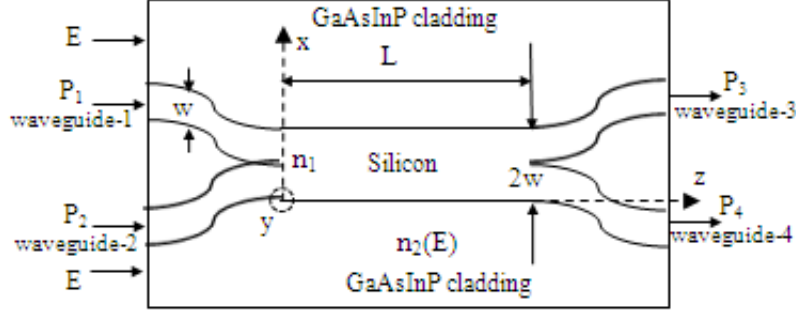 GaAsInP cladding
E
x
L
P₁
waveguide-1
w
P₃
waveguide-3
n₁
Silicon
2w
z
P₂
waveguide-2
y
P₄
waveguide-4
n₂(E)
E
GaAsInP cladding